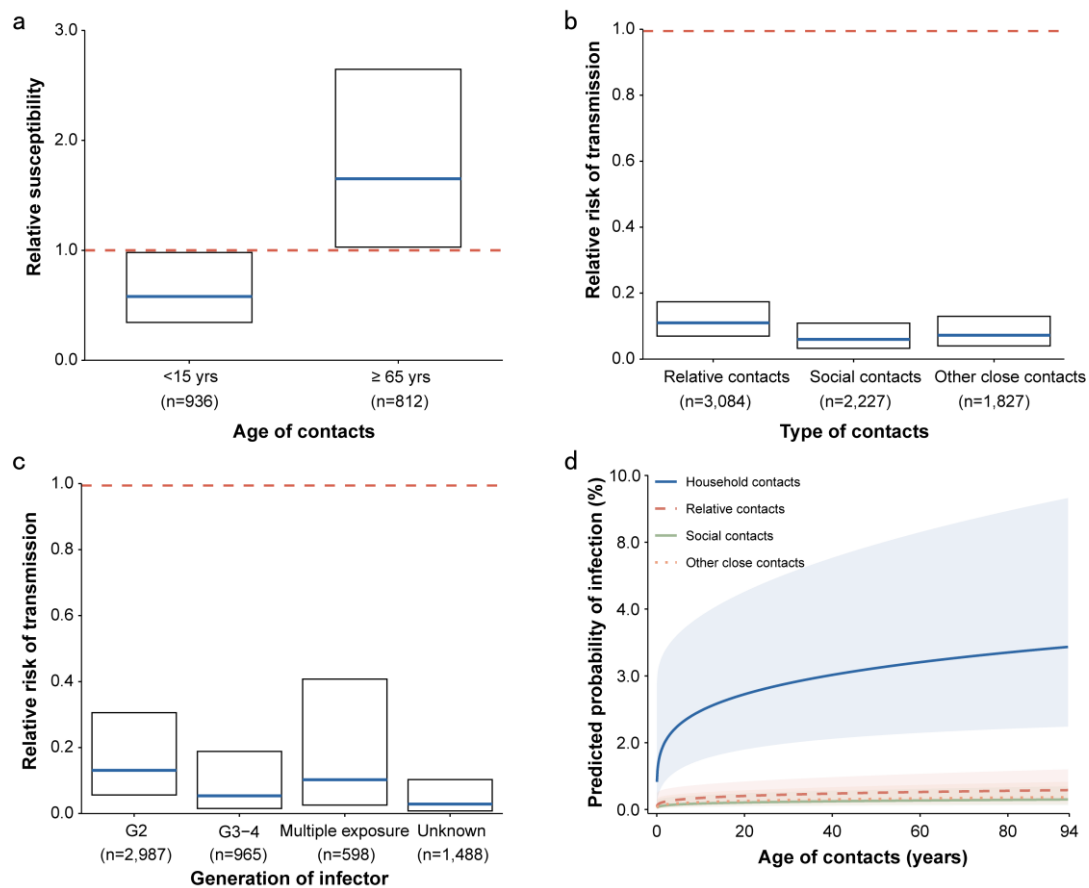 a
3.0
2.0
1.0
0.0
Relative susceptibility
<15 yrs
(n=936)
≥ 65 yrs
(n=812)
Age of contacts
b
1.0
0.8
0.6
0.4
0.2
0.0
Relative risk of transmission
Relative contacts
(n=3,084)
Social contacts
(n=2,227)
Other close contacts
(n=1,827)
Type of contacts
c
1.0
0.8
0.6
0.4
0.2
0.0
Relative risk of transmission
G2
(n=2,987)
G3–4
(n=965)
Multiple exposure
(n=598)
Unknown
(n=1,488)
Generation of infector
d
10.0
8.0
4.0
3.0
2.0
0.0
Predicted probability of infection (%)
Household contacts
Relative contacts
Social contacts
Other close contacts
0
20
40
60
80
94
Age of contacts (years)